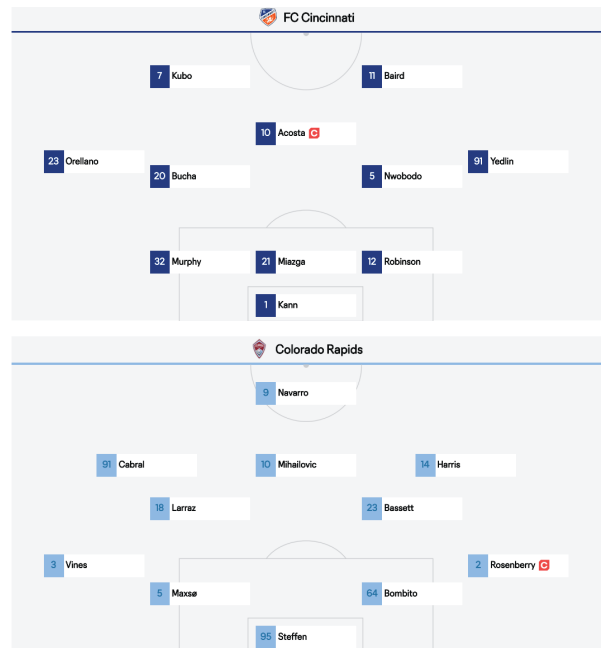 FC Cincinnati
7 Kubo
11 Baird
10 Acosta C
23 Orellano
91 Yedlin
20 Bucha
5 Nwobodo
32 Murphy
21 Miazga
12 Robinson
1 Kann
Colorado Rapids
9 Navarro
91 Cabral
10 Mihailovic
14 Harris
18 Larraz
23 Bassett
3 Vines
2 Rosenberry C
5 Maxsø
64 Bombito
95 Steffen